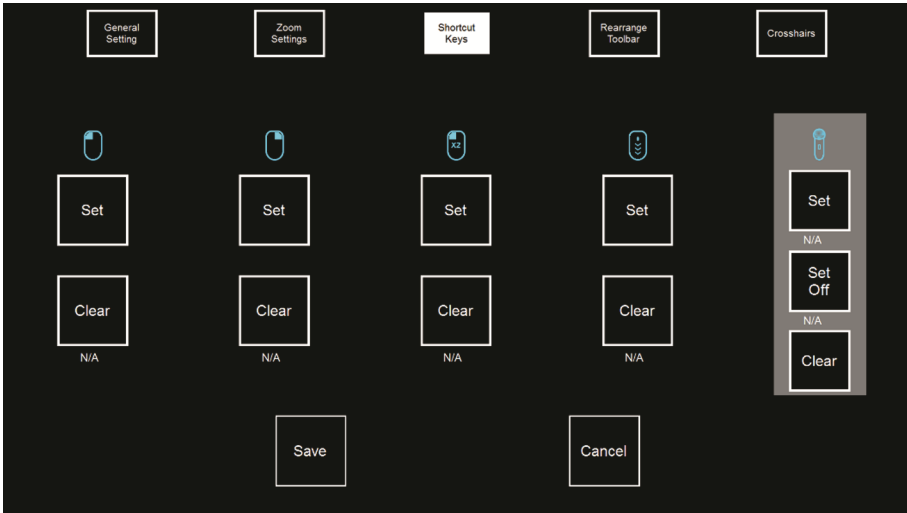 General
Setting
Zoom
Settings
Shortcut
Keys
Rearrange
Toolbar
Crosshairs
X2
Set
Set
Set
Set
Set
N/A
Set
Off
N/A
Clear
Clear
Clear
Clear
Clear
N/A
N/A
N/A
N/A
Save
Cancel